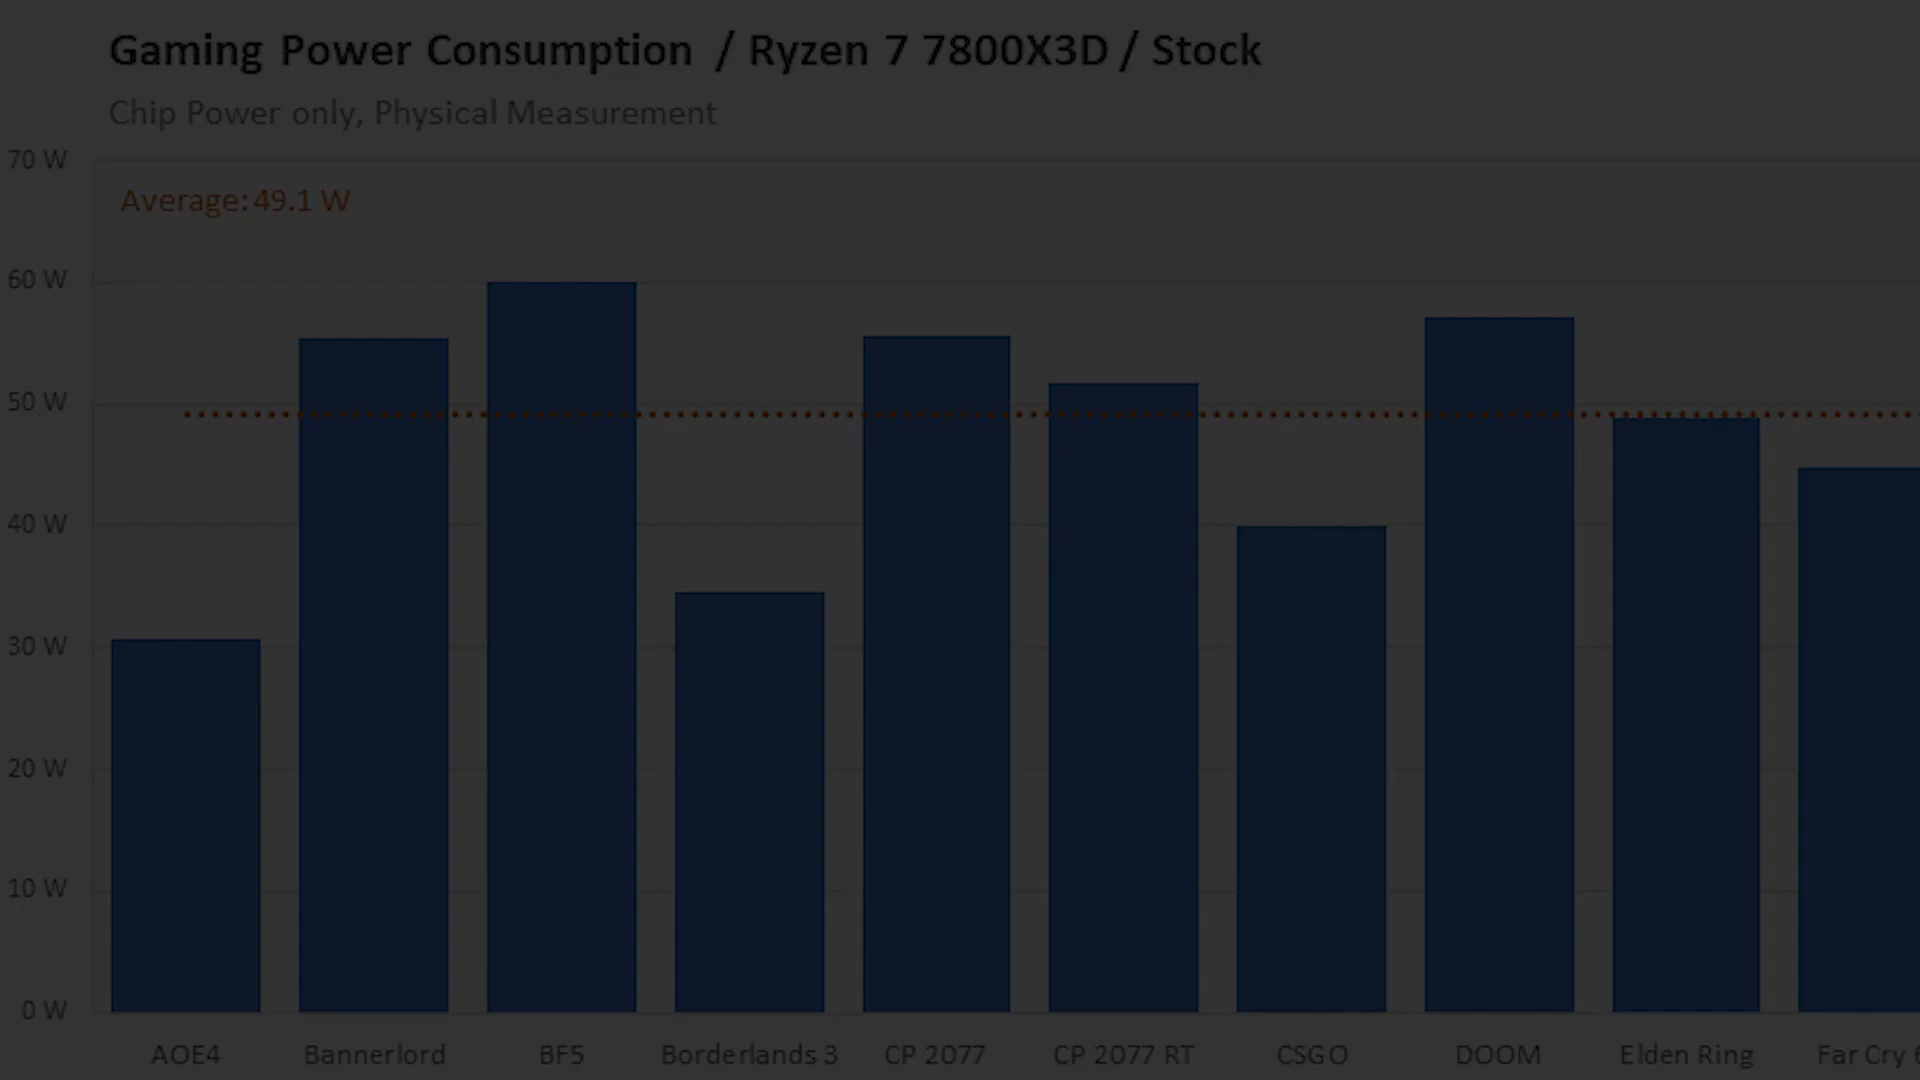 Gaming Power Consumption / Ryzen 7 7800X3D / Stock
Chip Power only, Physical Measurement
70 W
Average: 49.1 W
60 W
50 W
40 W
30 W
20 W
10 W
0 W
AOE4 Bannerlord BF5 Borderlands 3 CP 2077 CP 2077 RT CSGO DOOM Elden Ring Far Cry